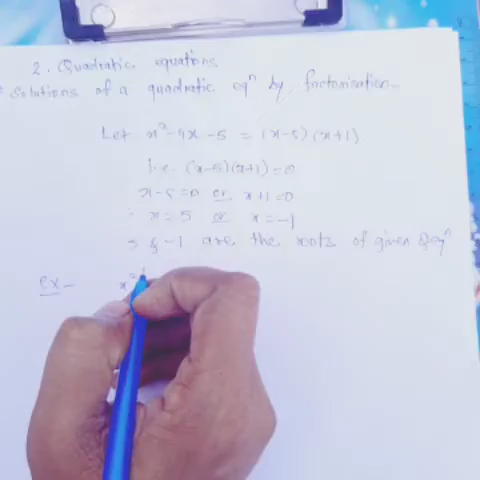 2. Quadratic equations
Solutions of a quadratic eqⁿ by factorisation
Let x² - 4x - 5 = (x-5)(x+1)
i.e. (x-5)(x+1) = 0
x-5 = 0 or x+1 = 0
∴ x = 5 or x = -1
5 & -1 are the roots of given Q.eqⁿ
ex - x²